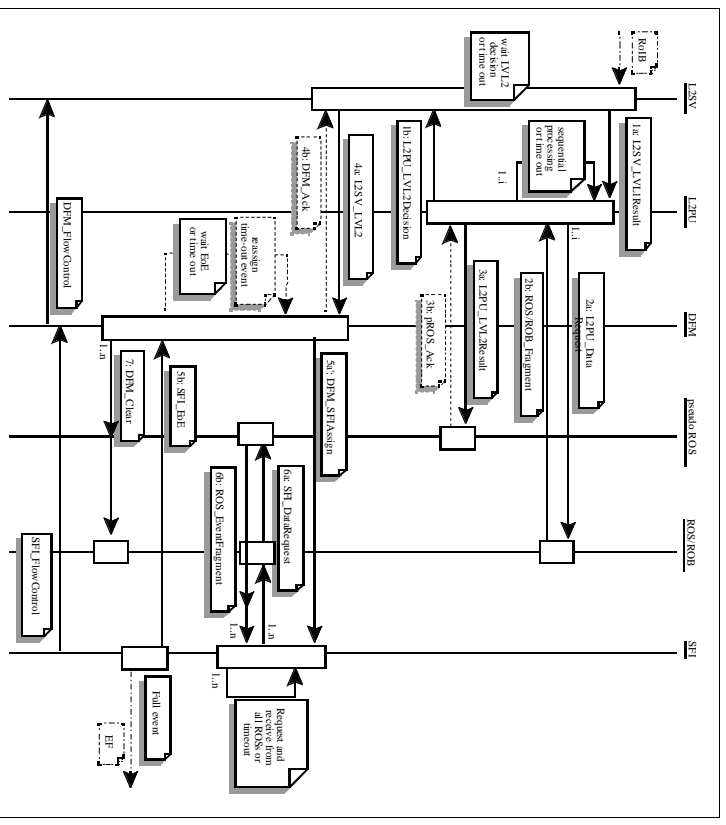 L2SV
L2PU
DFM
pseudo ROS
ROS/ROB
SFI
RoIB
1a: L2SV_LVL1Result
sequential
processing
or time out
1..i
1..i
2a: L2PU_Data
Request
2b: ROS/ROB_Fragment
wait LVL2
decision
or time out
1b: L2PU_LVL2Decision
3a: L2PU_LVL2Result
3b: pROS_Ack
4a: L2SV_LVL2
4b: DFM_Ack
5a': DFM_SFIAssign
reassign
time-out event
wait EoE
or time out
6a: SFI_DataRequest
6b: ROS_EventFragment
1..n
1..n
Request and
receive from
all ROSs or
timeout
1..n
5b: SFI_EoE
Full event
EF
7: DFM_Clear
1..n
DFM_FlowControl
SFI_FlowControl